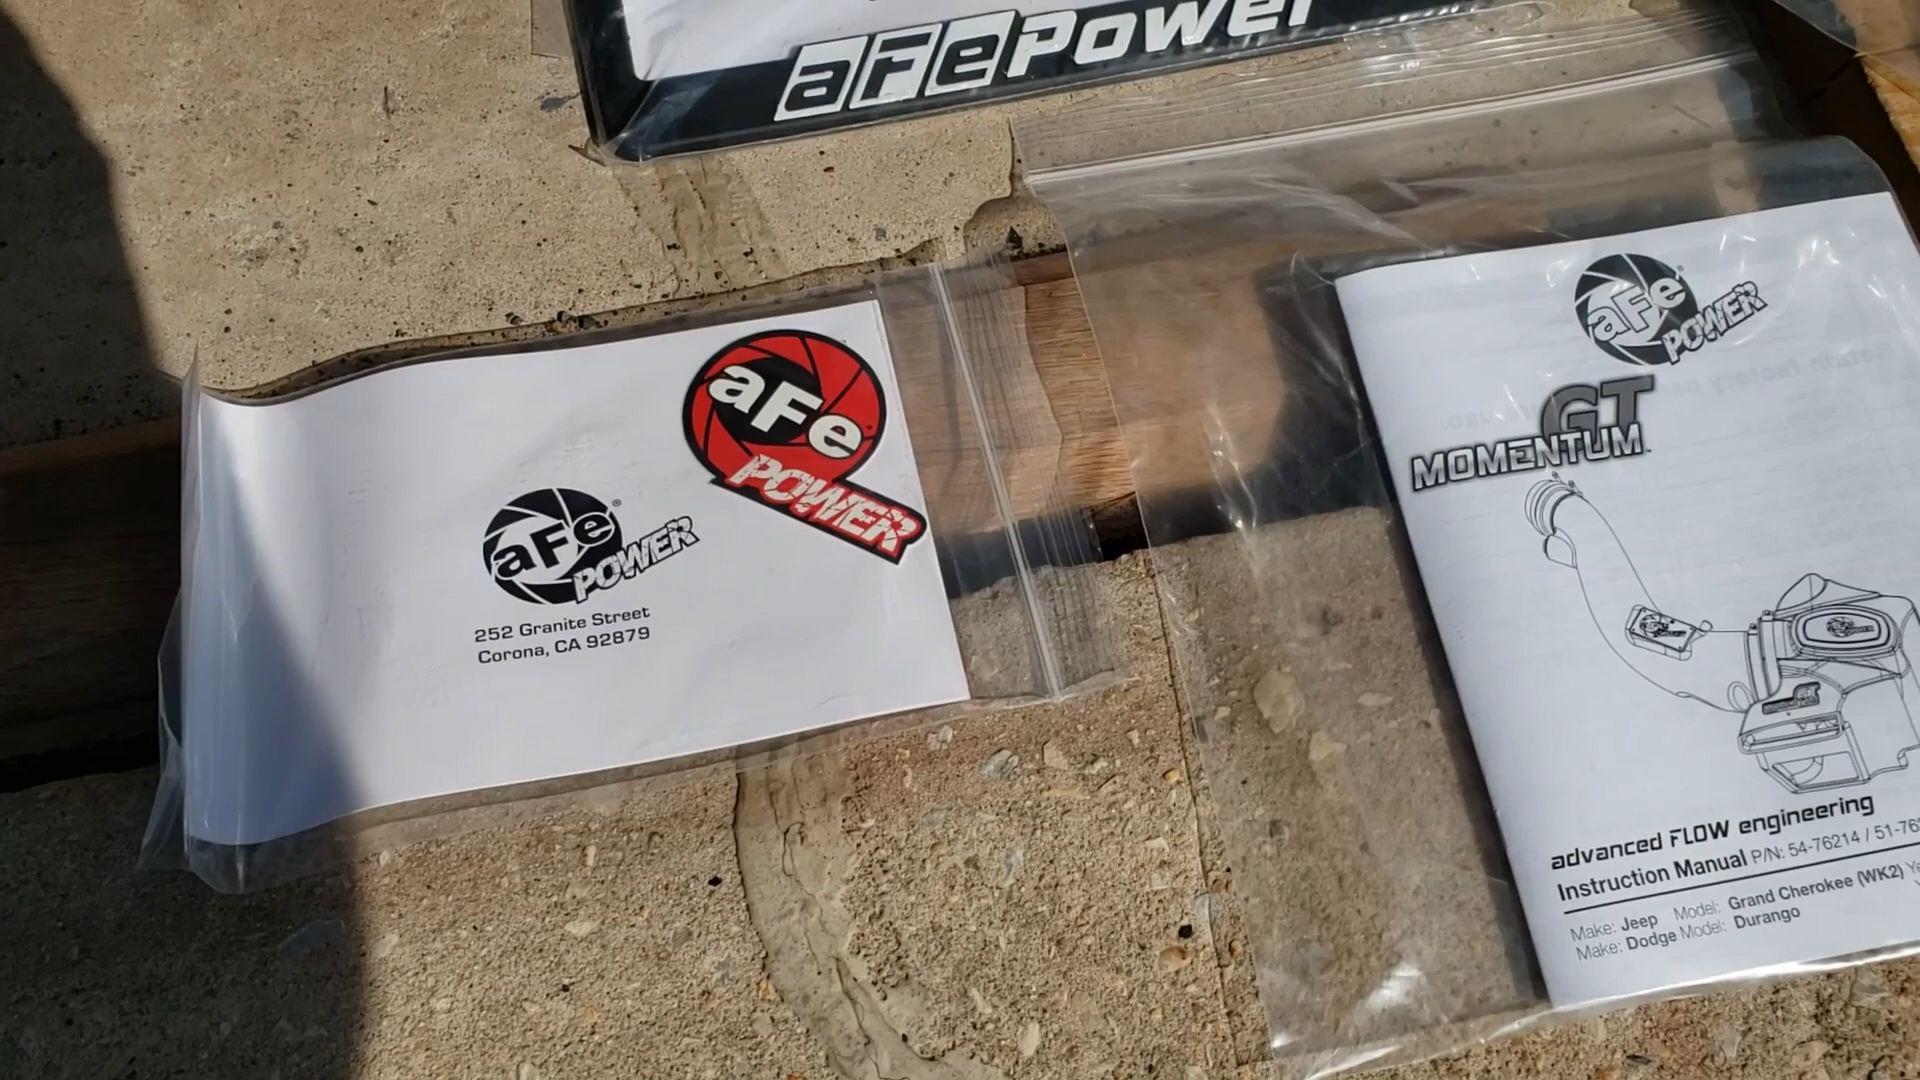 aFe Power
aFe
POWER
aFe
POWER
252 Granite Street
Corona, CA 92879
aFe
POWER
GT
MOMENTUM
advanced FLOW engineering
Instruction Manual P/N: 54-76214 / 51-76
Make: Jeep Model: Grand Cherokee (WK2)
Make: Dodge Model: Durango